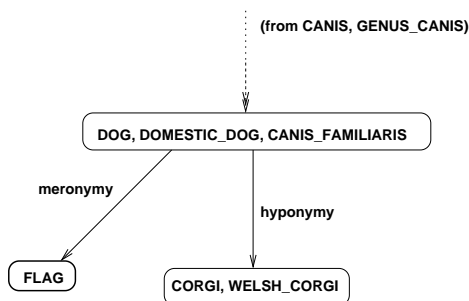 (from CANIS, GENUS_CANIS)
DOG, DOMESTIC_DOG, CANIS_FAMILIARIS
meronymy
hyponymy
FLAG
CORGI, WELSH_CORGI